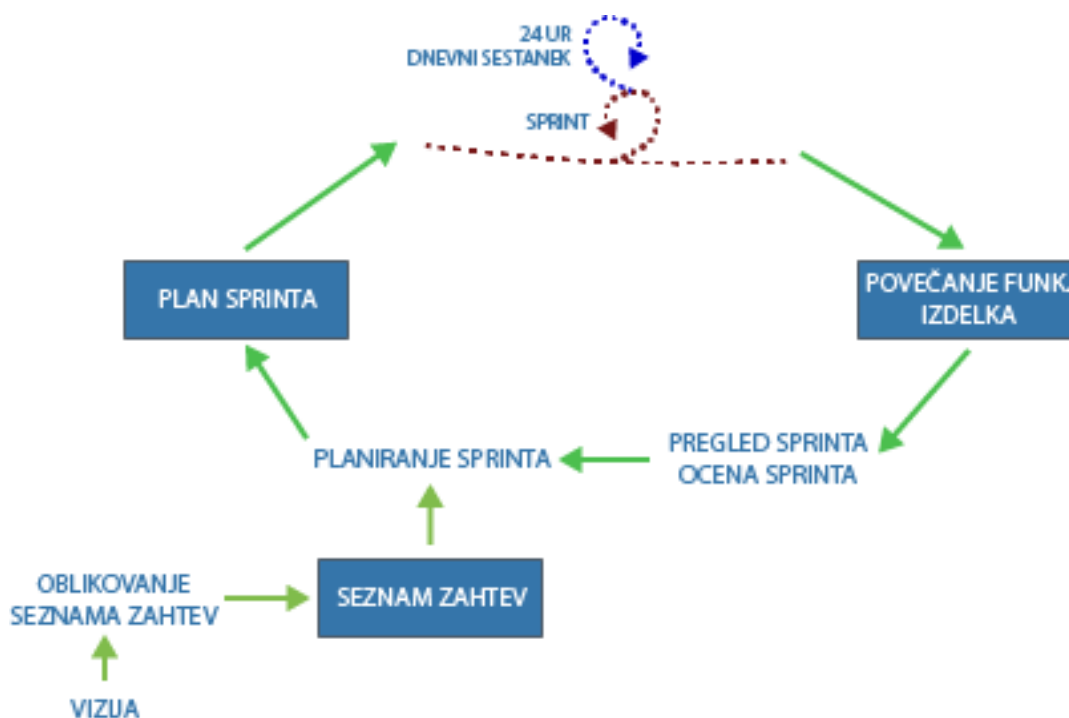 24 UR
DNEVNI SESTANEK
SPRINT
PLAN SPRINTA
POVEČANJE
IZDELKA
PLANIRANJE SPRINTA
PREGLED SPRINTA
OCENA SPRINTA
OBLIKOVANJE
SEZNAMA ZAHTEV
SEZNAM ZAHTEV
VIZIJA